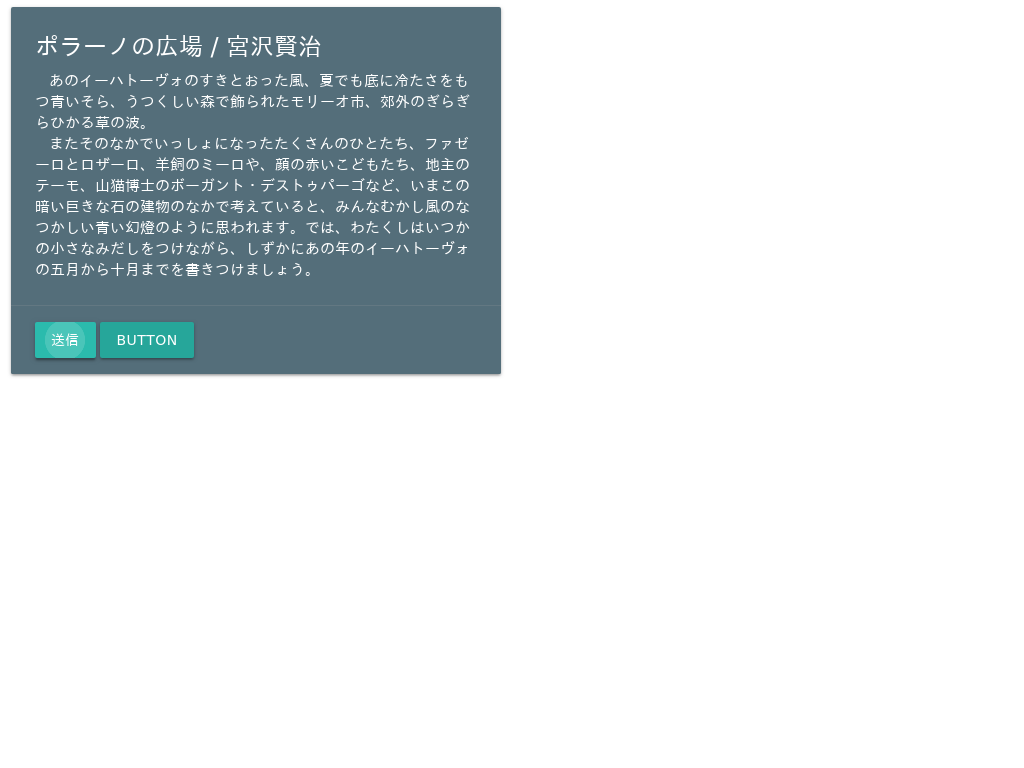 ポラーノの広場 / 宮沢賢治
　あのイーハトーヴォのすきとおった風、夏でも底に冷たさをも
つ青いそら、うつくしい森で飾られたモリーオ市、郊外のぎらぎ
らひかる草の波。
　またそのなかでいっしょになったたくさんのひとたち、ファゼ
ーロとロザーロ、羊飼のミーロや、顔の赤いこどもたち、地主の
テーモ、山猫博士のボーガント・デストゥパーゴなど、いまこの
暗い巨きな石の建物のなかで考えていると、みんなむかし風のな
つかしい青い幻燈のように思われます。では、わたくしはいつか
の小さなみだしをつけながら、しずかにあの年のイーハトーヴォ
の五月から十月までを書きつけましょう。
送信
BUTTON